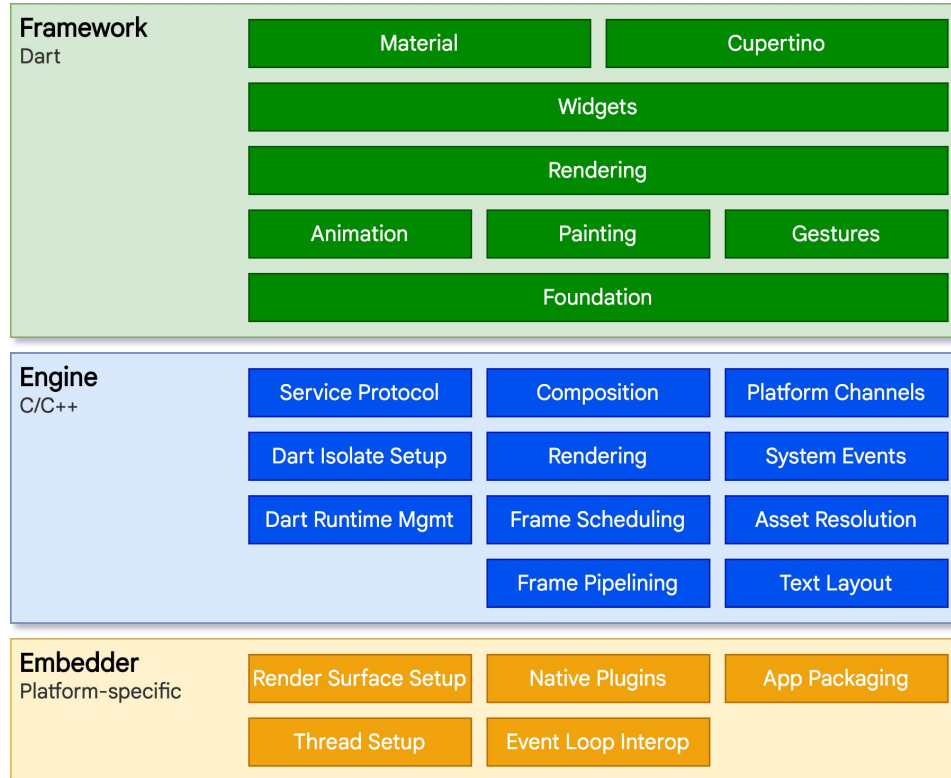 Framework
Dart
Material
Cupertino
Widgets
Rendering
Animation
Painting
Gestures
Foundation
Engine
C/C++
Service Protocol
Composition
Platform Channels
Dart Isolate Setup
Rendering
System Events
Dart Runtime Mgmt
Frame Scheduling
Asset Resolution
Frame Pipelining
Text Layout
Embedder
Platform-specific
Render Surface Setup
Native Plugins
App Packaging
Thread Setup
Event Loop Interop